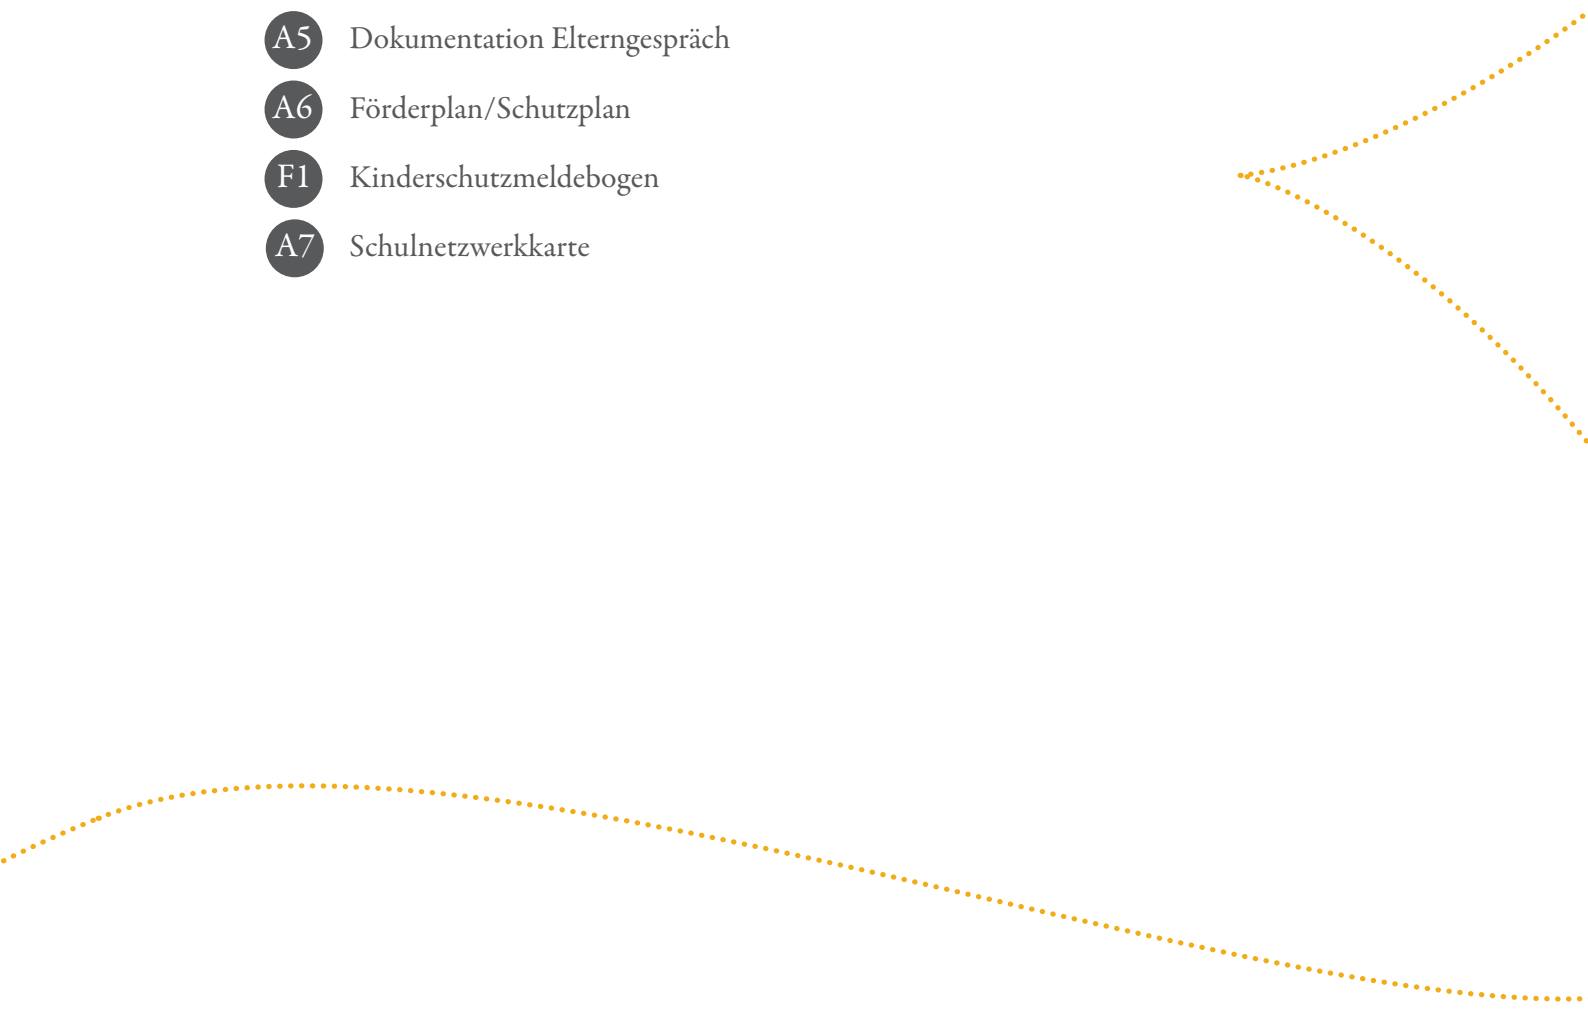 A5 Dokumentation Elterngespräch
A6 Förderplan/Schutzplan
F1 Kinderschutzmeldebogen
A7 Schulnetzwerkkarte